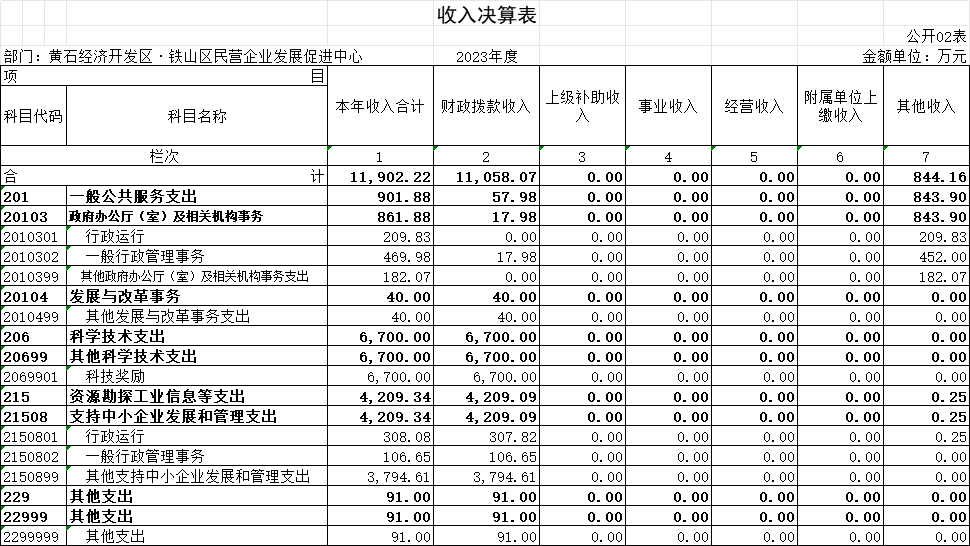 收入决算表
公开02表
部门：黄石经济开发区·铁山区民营企业发展促进中心 2023年度 金额单位：万元
项 目 本年收入合计 财政拨款收入 上级补助收入 事业收入 经营收入 附属单位上缴收入 其他收入
科目代码 科目名称
栏次 1 2 3 4 5 6 7
合 计 11,902.22 11,058.07 0.00 0.00 0.00 0.00 844.16
201 一般公共服务支出 901.88 57.98 0.00 0.00 0.00 0.00 843.90
20103 政府办公厅（室）及相关机构事务 861.88 17.98 0.00 0.00 0.00 0.00 843.90
2010301 行政运行 209.83 0.00 0.00 0.00 0.00 0.00 209.83
2010302 一般行政管理事务 469.98 17.98 0.00 0.00 0.00 0.00 452.00
2010399 其他政府办公厅（室）及相关机构事务支出 182.07 0.00 0.00 0.00 0.00 0.00 182.07
20104 发展与改革事务 40.00 40.00 0.00 0.00 0.00 0.00 0.00
2010499 其他发展与改革事务支出 40.00 40.00 0.00 0.00 0.00 0.00 0.00
206 科学技术支出 6,700.00 6,700.00 0.00 0.00 0.00 0.00 0.00
20699 其他科学技术支出 6,700.00 6,700.00 0.00 0.00 0.00 0.00 0.00
2069901 科技奖励 6,700.00 6,700.00 0.00 0.00 0.00 0.00 0.00
215 资源勘探工业信息等支出 4,209.34 4,209.09 0.00 0.00 0.00 0.00 0.25
21508 支持中小企业发展和管理支出 4,209.34 4,209.09 0.00 0.00 0.00 0.00 0.25
2150801 行政运行 308.08 307.82 0.00 0.00 0.00 0.00 0.25
2150802 一般行政管理事务 106.65 106.65 0.00 0.00 0.00 0.00 0.00
2150899 其他支持中小企业发展和管理支出 3,794.61 3,794.61 0.00 0.00 0.00 0.00 0.00
229 其他支出 91.00 91.00 0.00 0.00 0.00 0.00 0.00
22999 其他支出 91.00 91.00 0.00 0.00 0.00 0.00 0.00
2299999 其他支出 91.00 91.00 0.00 0.00 0.00 0.00 0.00